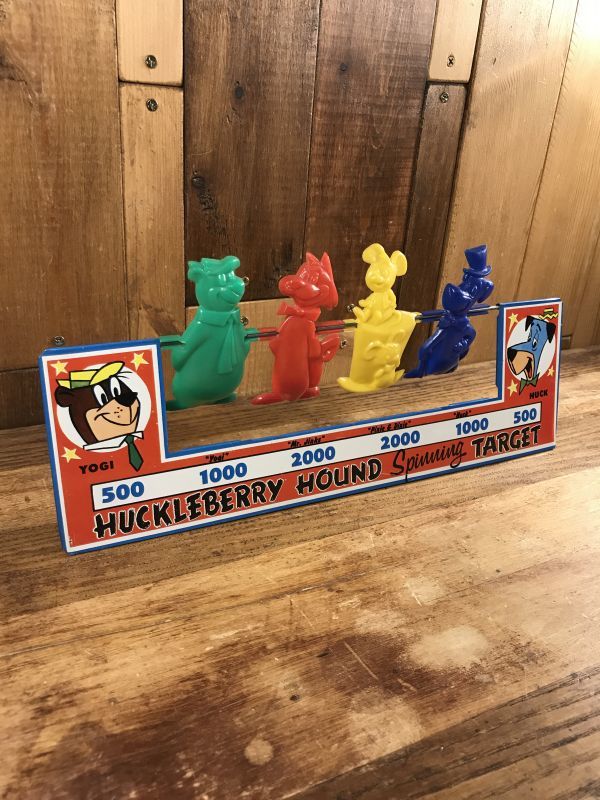 YOGI
HUCK
"Yogi" "Mr. Jinks" "Pixie & Dixie" "Huck"
500 1000 2000 2000 1000 500
HUCKLEBERRY HOUND Spinning TARGET